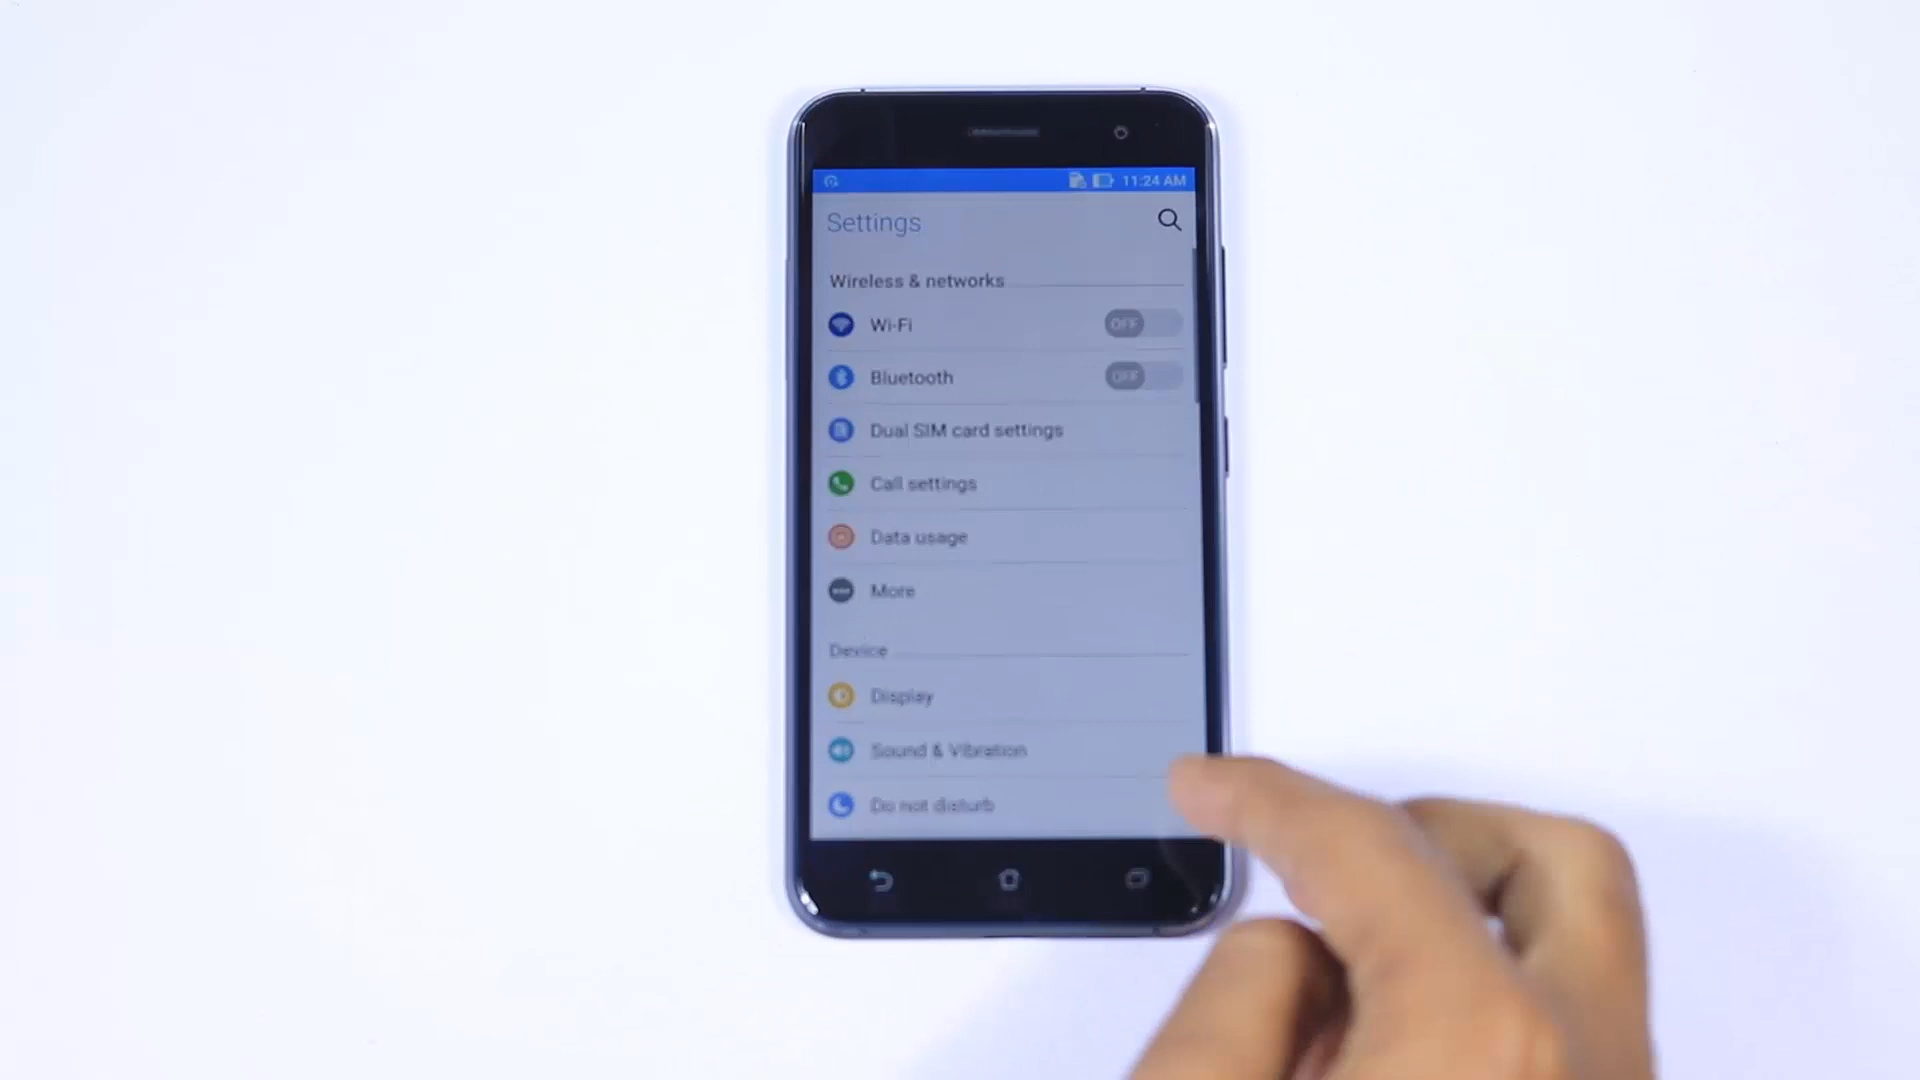 11:24 AM
Settings
Wireless & networks
Wi-Fi
OFF
Bluetooth
OFF
Dual SIM card settings
Call settings
Data usage
More
Device
Display
Sound & Vibration
Do not disturb